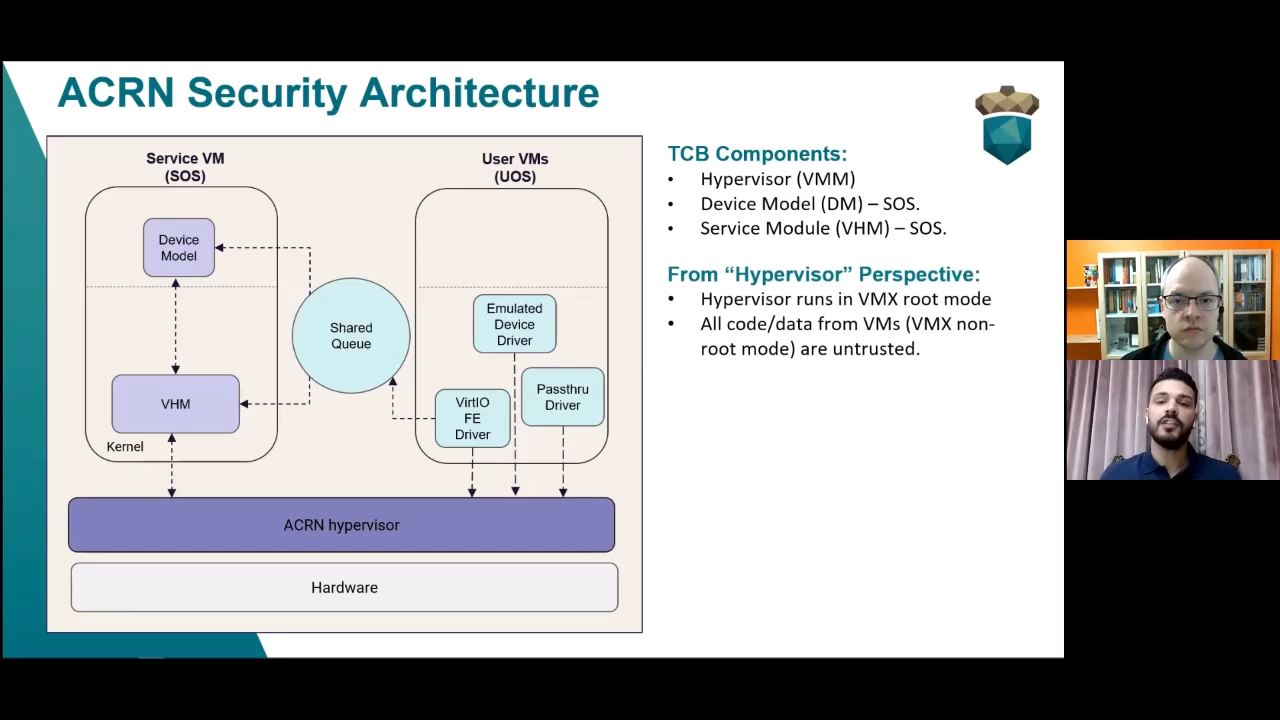 ACRN Security Architecture
Service VM
(SOS)
User VMs
(UOS)
Device
Model
Shared
Queue
Emulated
Device
Driver
VHM
VirtIO
FE
Driver
Passthru
Driver
Kernel
ACRN hypervisor
Hardware
TCB Components:
• Hypervisor (VMM)
• Device Model (DM) – SOS.
• Service Module (VHM) – SOS.
From “Hypervisor” Perspective:
• Hypervisor runs in VMX root mode
• All code/data from VMs (VMX non-
root mode) are untrusted.